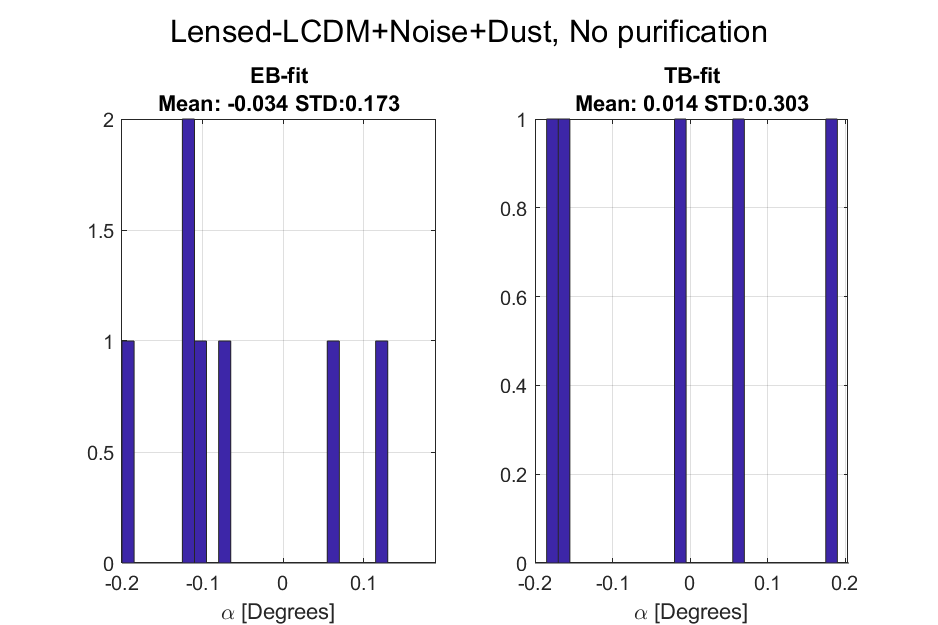 Lensed-LCDM+Noise+Dust, No purification
EB-fit
Mean: -0.034 STD:0.173
2
1.5
1
0.5
0
-0.2
-0.1
0
0.1
α [Degrees]
TB-fit
Mean: 0.014 STD:0.303
1
0.8
0.6
0.4
0.2
0
-0.2
-0.1
0
0.1
0.2
α [Degrees]